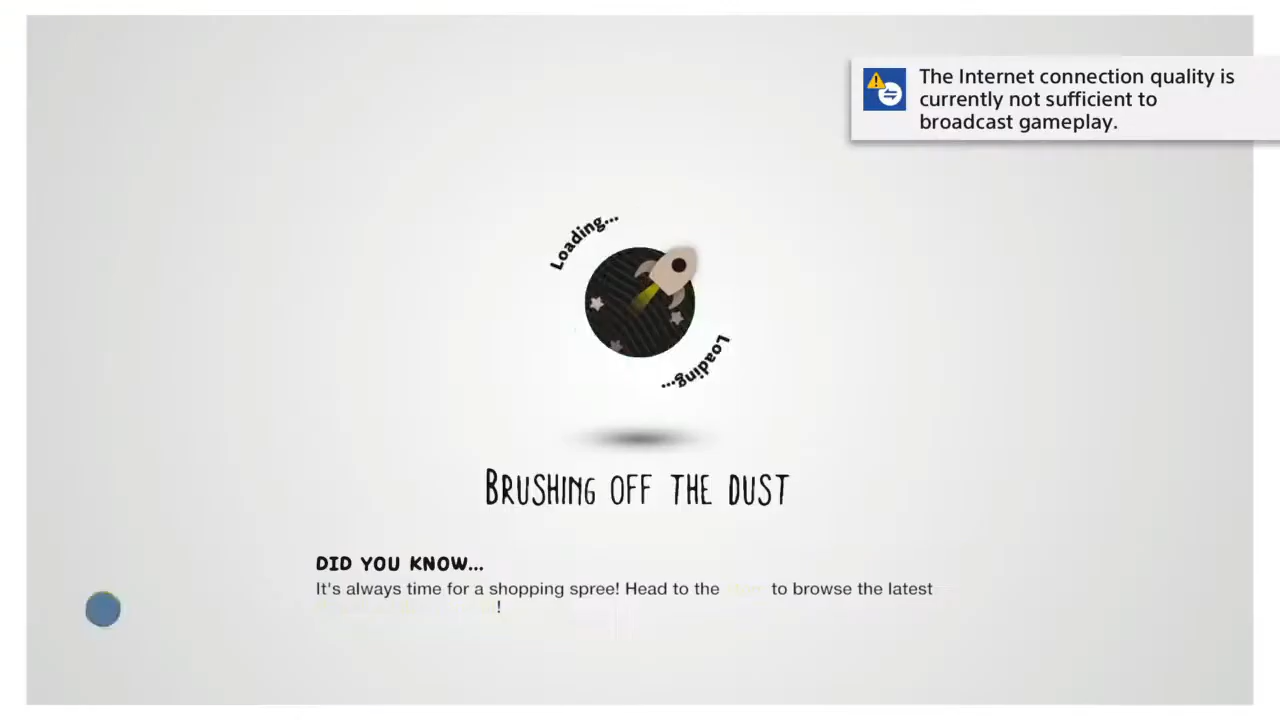 The Internet connection quality is
currently not sufficient to
broadcast gameplay.
Loading...
Loading...
BRUSHING OFF THE DUST
DID YOU KNOW...
It's always time for a shopping spree! Head to the to browse the latest
!